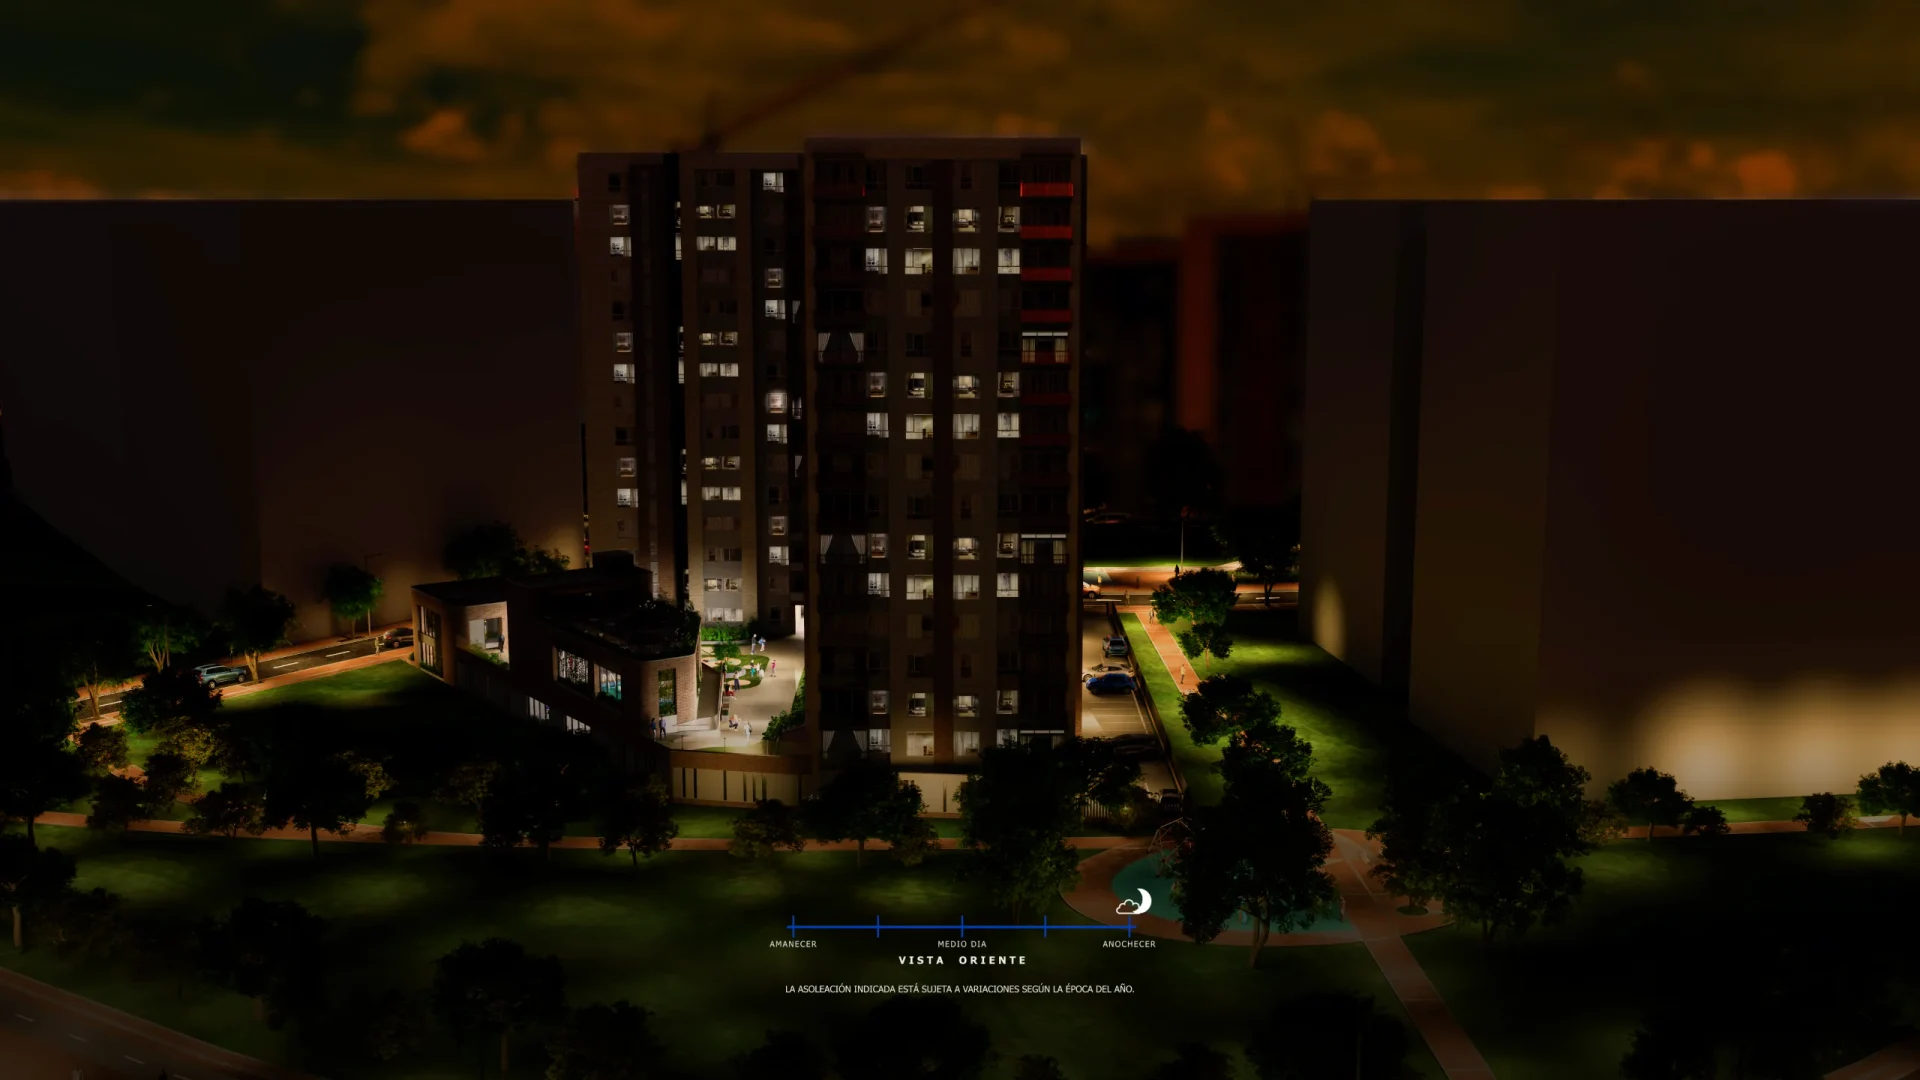 AMANECER MEDIO DIA ANOCHECER
VISTA ORIENTE
LA ASOLEACIÓN INDICADA ESTÁ SUJETA A VARIACIONES SEGÚN LA ÉPOCA DEL AÑO.